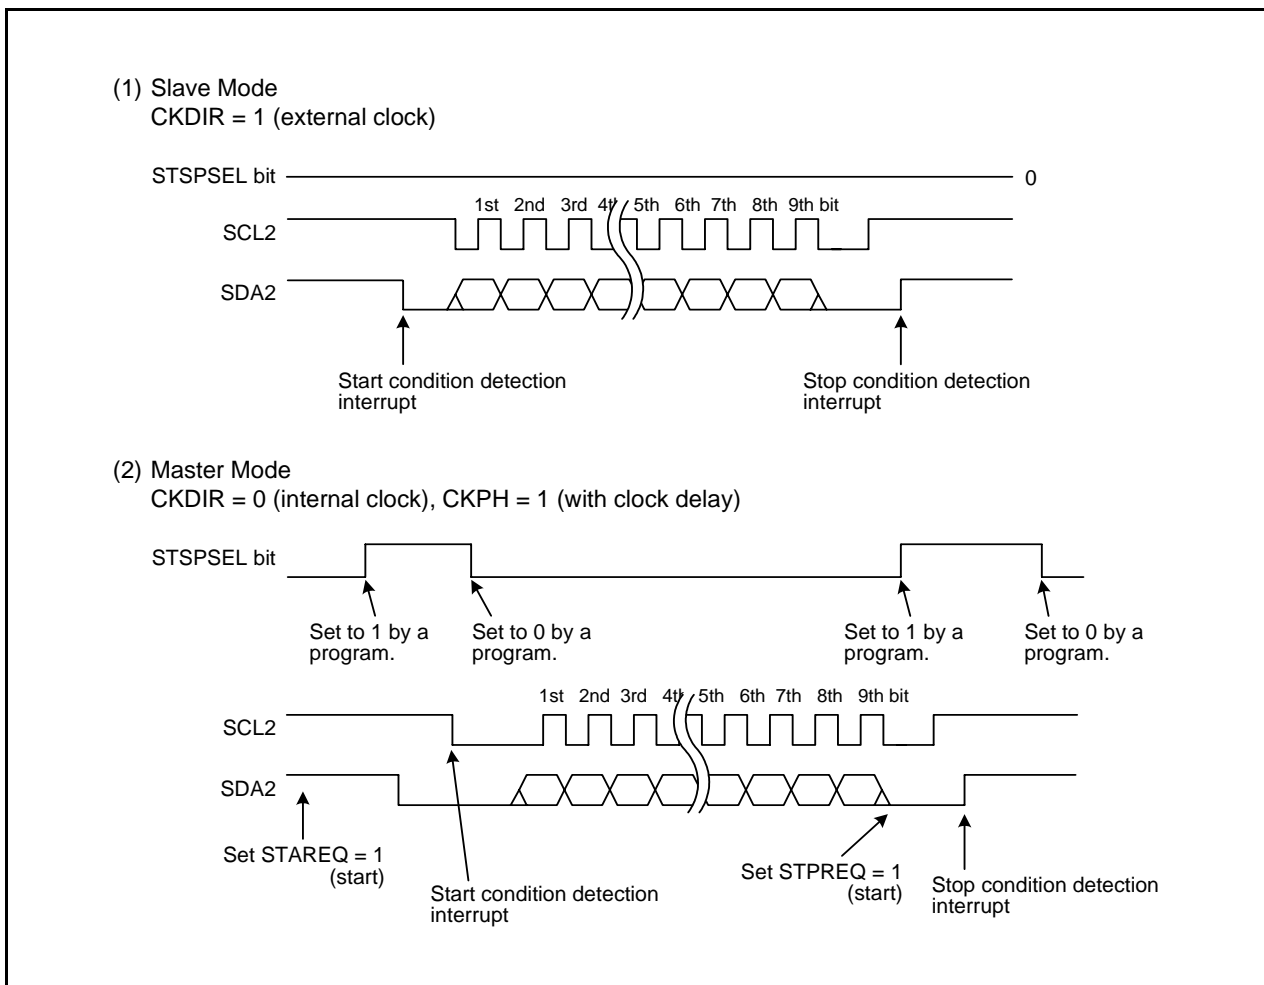 (1) Slave Mode
CKDIR = 1 (external clock)
STSPSEL bit
0
1st 2nd 3rd 4th 5th 6th 7th 8th 9th bit
SCL2
SDA2
Start condition detection
interrupt
Stop condition detection
interrupt
(2) Master Mode
CKDIR = 0 (internal clock), CKPH = 1 (with clock delay)
STSPSEL bit
Set to 1 by a
program.
Set to 0 by a
program.
Set to 1 by a
program.
Set to 0 by a
program.
1st 2nd 3rd 4th 5th 6th 7th 8th 9th bit
SCL2
SDA2
Set STAREQ = 1
(start)
Start condition detection
interrupt
Set STPREQ = 1
(start)
Stop condition detection
interrupt